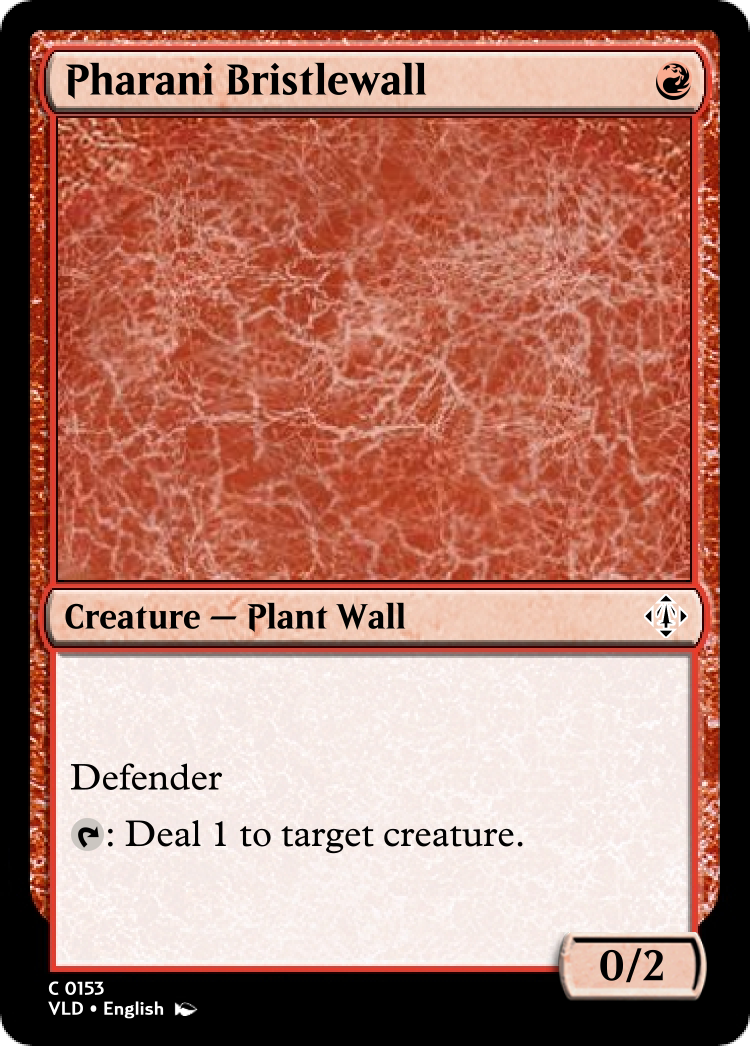 Pharani Bristlewall
Creature — Plant Wall
Defender
: Deal 1 to target creature.
0/2
C 0153
VLD • English